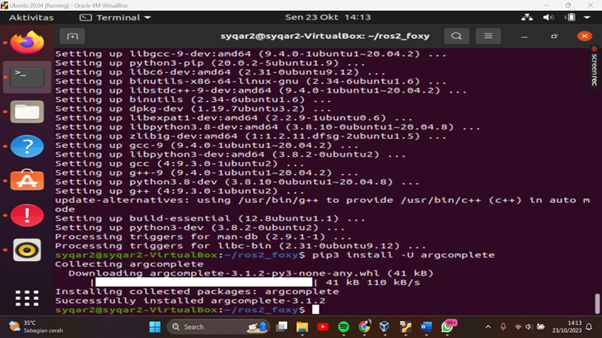 Ubuntu 20.04 [Running] - Oracle VM VirtualBox
Aktivitas
Terminal
Sen 23 Okt 14:13
syqar2@syqar2-VirtualBox: ~/ros2_foxy
Setting up libgcc-9-dev:amd64 (9.4.0-1ubuntu1~20.04.2) ...
Setting up python3-pip (20.0.2-5ubuntu1.9) ...
Setting up libc6-dev:amd64 (2.31-0ubuntu9.12) ...
Setting up binutils-x86-64-linux-gnu (2.34-6ubuntu1.6) ...
Setting up libstdc++-9-dev:amd64 (9.4.0-1ubuntu1~20.04.2) ...
Setting up binutils (2.34-6ubuntu1.6) ...
Setting up dpkg-dev (1.19.7ubuntu3.2) ...
Setting up libexpat1-dev:amd64 (2.2.9-1ubuntu0.6) ...
Setting up libpython3.8-dev:amd64 (3.8.10-0ubuntu1~20.04.8) ...
Setting up zlib1g-dev:amd64 (1:1.2.11.dfsg-2ubuntu1.5) ...
Setting up gcc-9 (9.4.0-1ubuntu1~20.04.2) ...
Setting up libpython3-dev:amd64 (3.8.2-0ubuntu2) ...
Setting up gcc (4:9.3.0-1ubuntu2) ...
Setting up g++-9 (9.4.0-1ubuntu1~20.04.2) ...
Setting up python3.8-dev (3.8.10-0ubuntu1~20.04.8) ...
Setting up g++ (4:9.3.0-1ubuntu2) ...
update-alternatives: using /usr/bin/g++ to provide /usr/bin/c++ (c++) in auto m
ode
Setting up build-essential (12.8ubuntu1.1) ...
Setting up python3-dev (3.8.2-0ubuntu2) ...
Processing triggers for man-db (2.9.1-1) ...
Processing triggers for libc-bin (2.31-0ubuntu9.12) ...
syqar2@syqar2-VirtualBox:~/ros2_foxy$ pip3 install -U argcomplete
Collecting argcomplete
Downloading argcomplete-3.1.2-py3-none-any.whl (41 kB)
| 41 kB 110 kB/s
Installing collected packages: argcomplete
Successfully installed argcomplete-3.1.2
syqar2@syqar2-VirtualBox:~/ros2_foxy$
screenrec
35°C
Sebagian cerah
Search
14:13
23/10/2023